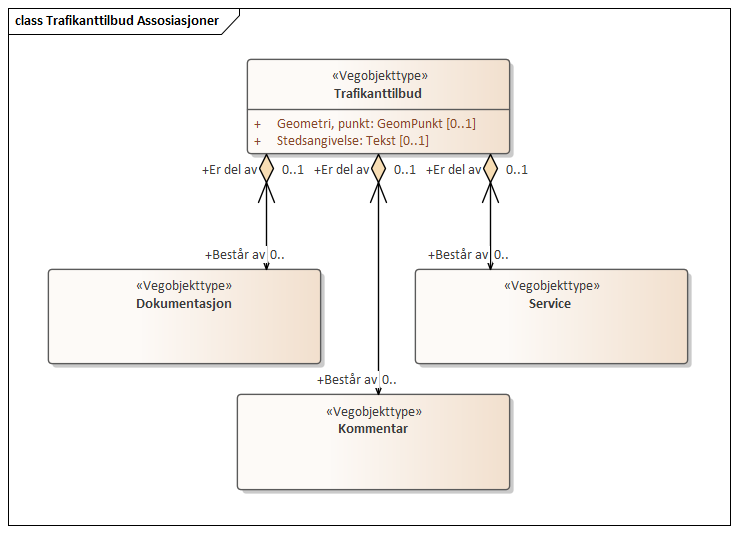 class Trafikanttilbud Assosiasjoner
«Vegobjekttype»
Trafikanttilbud
+ Geometri, punkt: GeomPunkt [0..1]
+ Stedsangivelse: Tekst [0..1]
+Er del av 0..1 +Er del av 0..1 +Er del av 0..1
+Består av 0.. +Består av 0..
«Vegobjekttype» «Vegobjekttype»
Dokumentasjon Service
+Består av 0..
«Vegobjekttype»
Kommentar